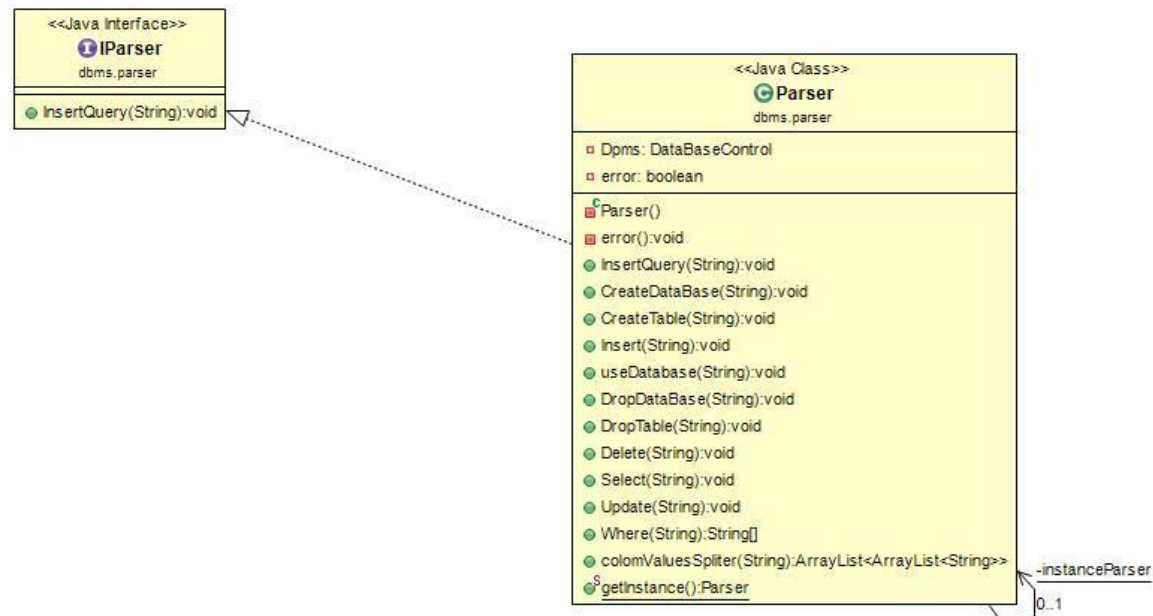 <<Java Interface>>
IParser
dbms.parser
InsertQuery(String):void
<<Java Class>>
Parser
dbms.parser
Dpms: DataBaseControl
error: boolean
Parser()
error():void
InsertQuery(String):void
CreateDataBase(String):void
CreateTable(String):void
Insert(String):void
useDatabase(String):void
DropDataBase(String):void
DropTable(String):void
Delete(String):void
Select(String):void
Update(String):void
Where(String):String[]
colomValuesSpliter(String):ArrayList<ArrayList<String>>
getInstance():Parser
-instanceParser
0..1